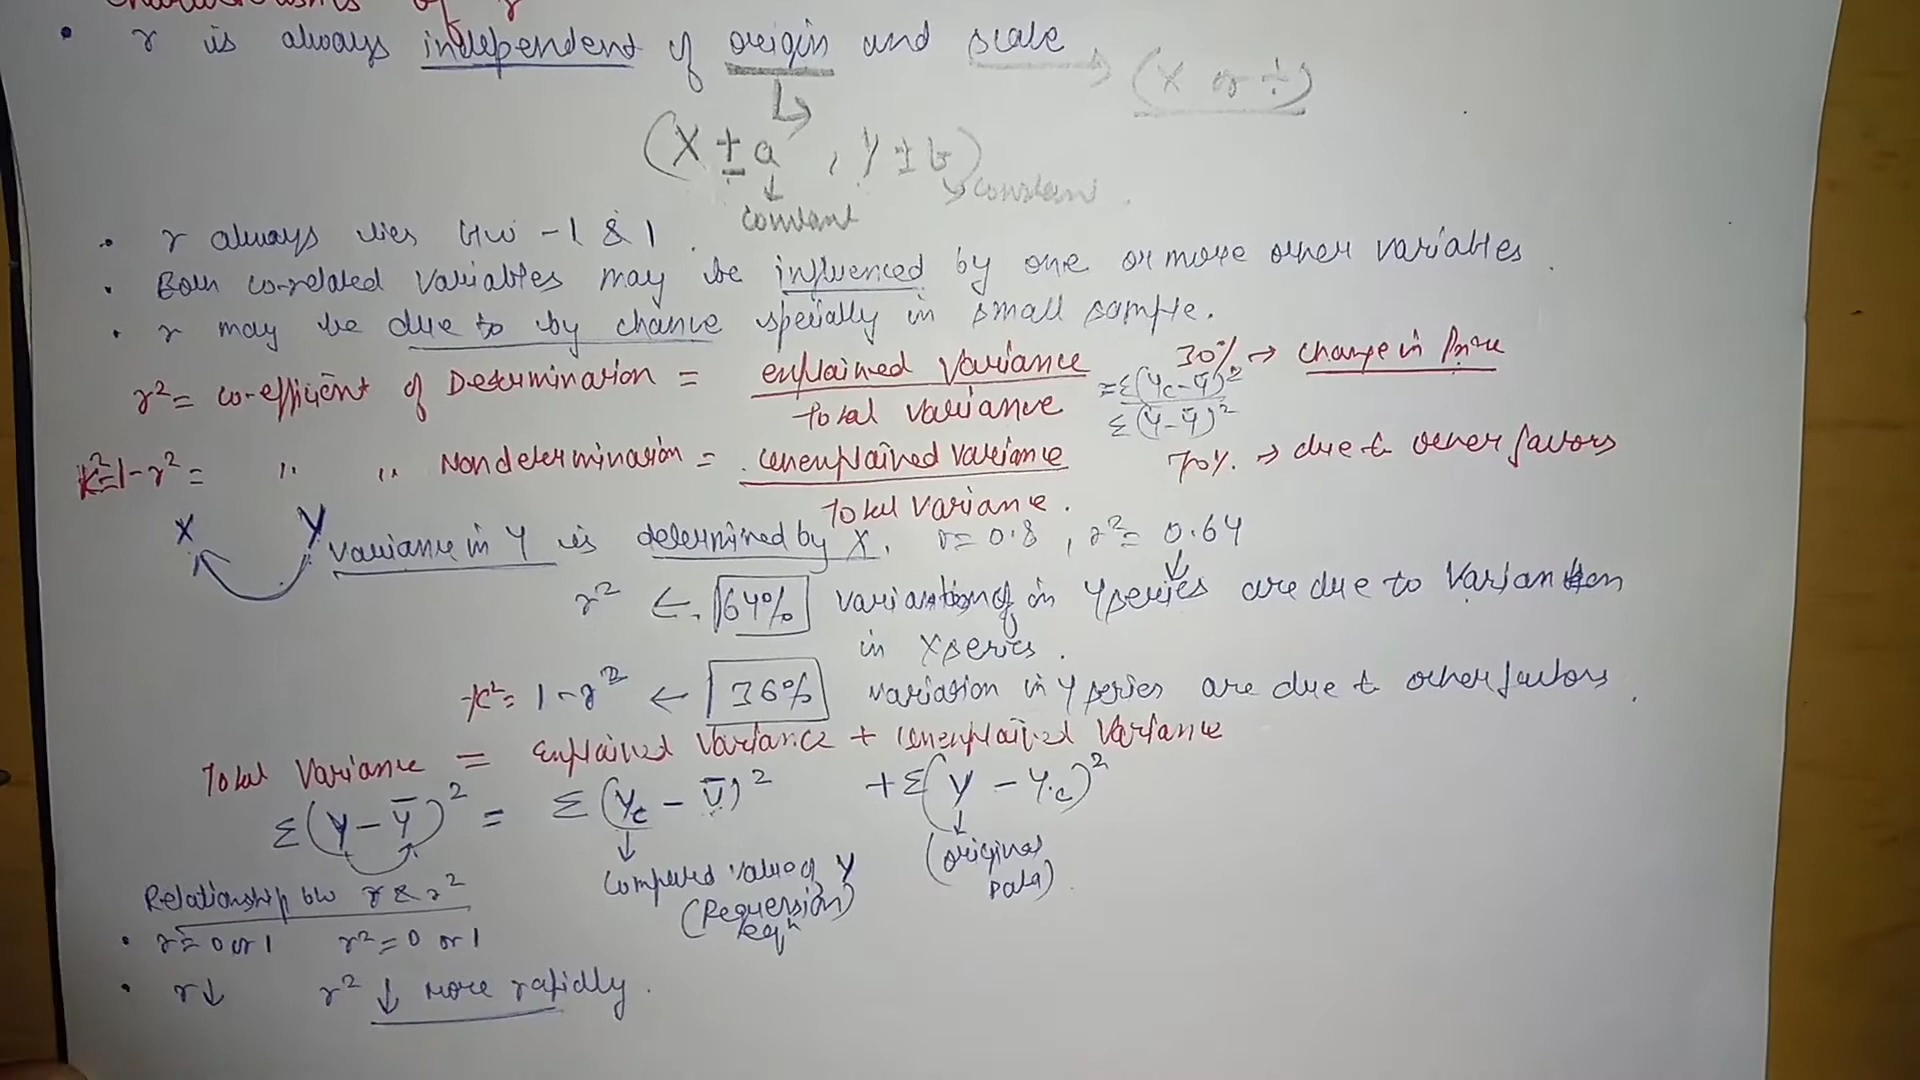 characteristics of r
• r is always independent of origin and scale → (X or ÷)
(X ± a , Y ± b)
constant
constant
• r always lies btw -1 & 1 .
• Both co-related variables may be influenced by one or more other variables .
• r may be due to by chance specially in small sample.
r² = co-efficient of Determination = explained Variance / Total Variance = Σ(Yc - Ȳ)² / Σ(Y - Ȳ)² 30% → change in Price
K² = 1 - r² = " " Nondetermination = unexplained Variance / Total Variance . 70% → due to other factors
X Y Variance in Y is determined by X. r = 0.8 , r² = 0.64
r² ← 64% variation of in Y series are due to Variation
in X series .
K² = 1 - r² ← 36% variation in Y series are due to other factors .
Total Variance = Explained Variance + Unexplained Variance
Σ(Y - Ȳ)² = Σ(Yc - Ȳ)² + Σ(Y - Yc)²
computed value of Y
(Regression eqⁿ)
(original Data)
Relationship b/w r & r²
• r = 0 or 1 r² = 0 or 1
• r↓ r² ↓ more rapidly .